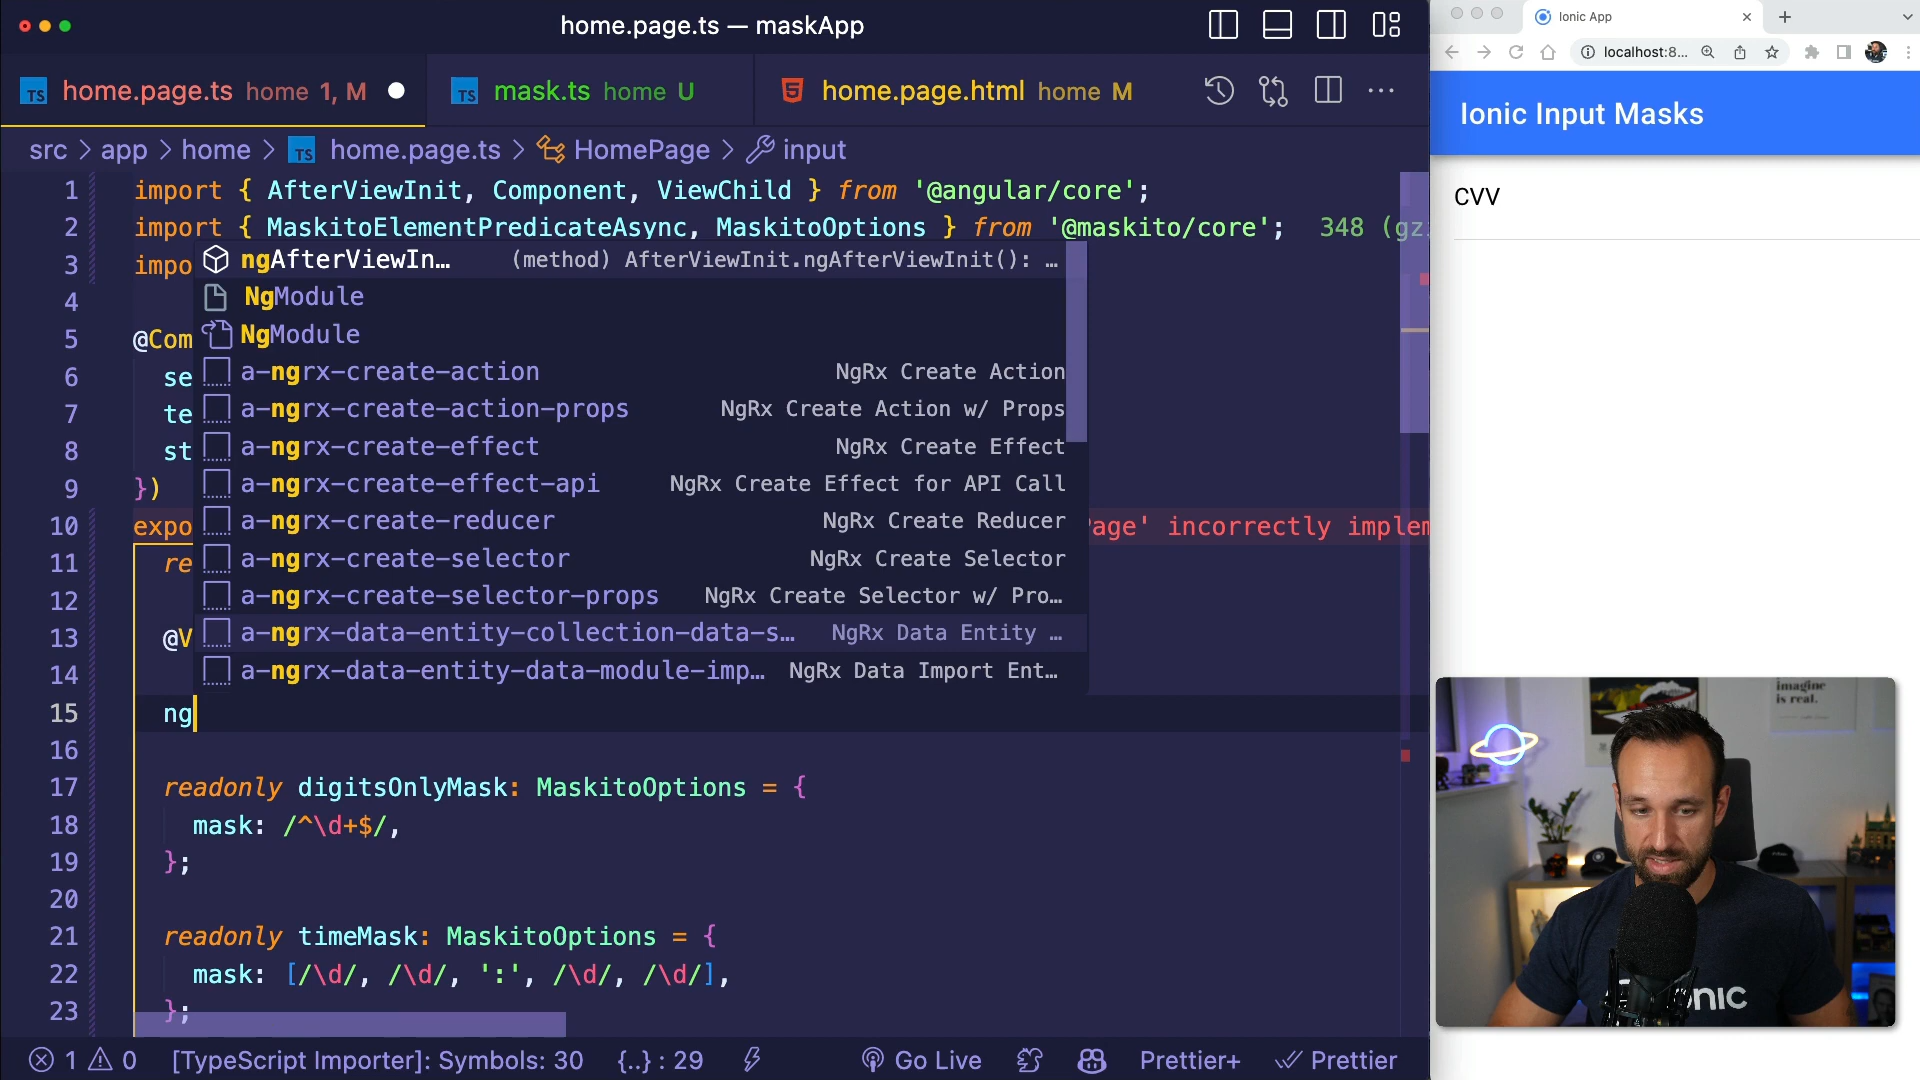 home.page.ts — maskApp
TS home.page.ts home 1, M
TS mask.ts home U
home.page.html home M
src > app > home > TS home.page.ts > HomePage > input
1 import { AfterViewInit, Component, ViewChild } from '@angular/core';
2 import { MaskitoElementPredicateAsync, MaskitoOptions } from '@maskito/core'; 348 (gz
3 impo
4
5 @Com
6 se
7 te
8 st
9 })
10 expo age' incorrectly implem
11 re
12
13 @V
14
15 ng
16
17 readonly digitsOnlyMask: MaskitoOptions = {
18 mask: /^\d+$/,
19 };
20
21 readonly timeMask: MaskitoOptions = {
22 mask: [/\d/, /\d/, ':', /\d/, /\d/],
23 };
ngAfterViewIn… (method) AfterViewInit.ngAfterViewInit(): …
NgModule
NgModule
a-ngrx-create-action NgRx Create Action
a-ngrx-create-action-props NgRx Create Action w/ Props
a-ngrx-create-effect NgRx Create Effect
a-ngrx-create-effect-api NgRx Create Effect for API Call
a-ngrx-create-reducer NgRx Create Reducer
a-ngrx-create-selector NgRx Create Selector
a-ngrx-create-selector-props NgRx Create Selector w/ Pro…
a-ngrx-data-entity-collection-data-s… NgRx Data Entity …
a-ngrx-data-entity-data-module-imp… NgRx Data Import Ent…
1 0 [TypeScript Importer]: Symbols: 30 {..} : 29 Go Live Prettier+ Prettier
Ionic App
localhost:8...
Ionic Input Masks
CVV
imagine
is real.